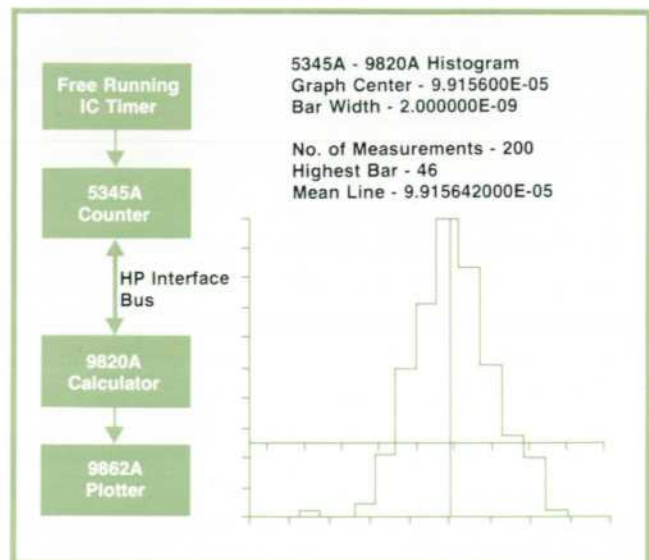 Free Running
IC Timer
5345A
Counter
HP Interface
Bus
9820A
Calculator
9862A
Plotter
5345A - 9820A Histogram
Graph Center - 9.915600E-05
Bar Width - 2.000000E-09
No. of Measurements - 200
Highest Bar - 46
Mean Line - 9.915642000E-05